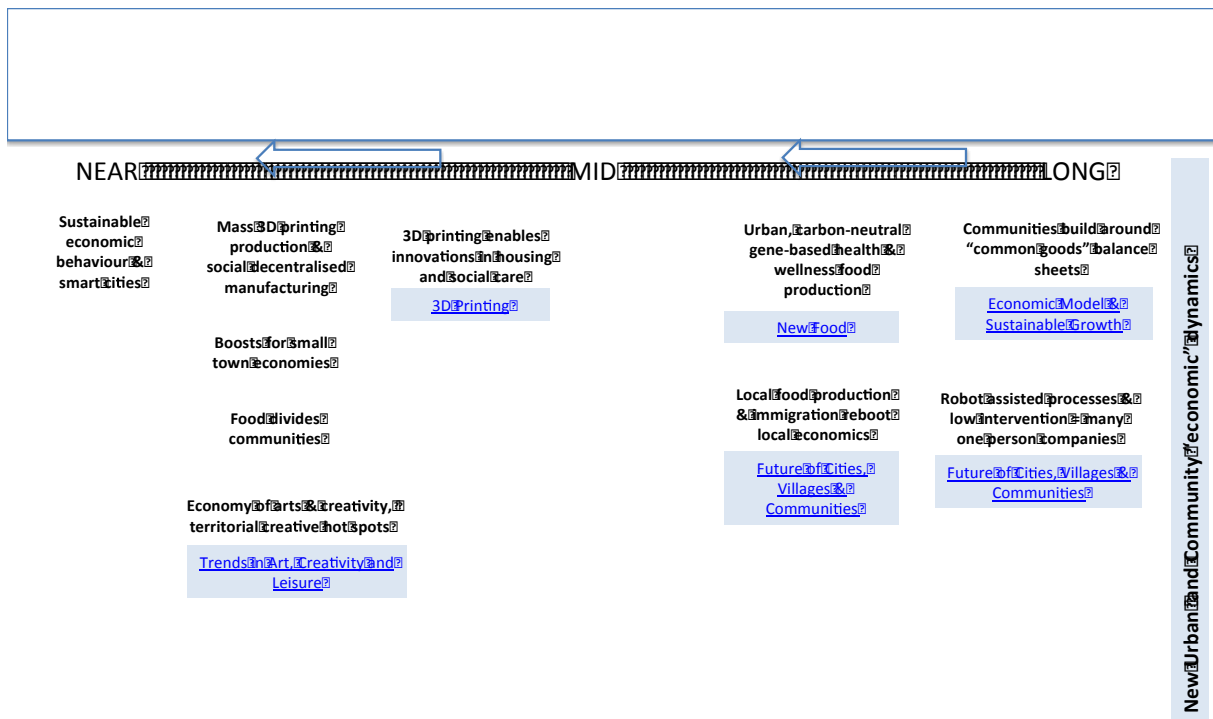 NEAR MID LONG
Sustainable
economic
behaviour &
smart cities
Mass 3D printing
production &
social decentralised
manufacturing
Boosts for small
town economies
Food divides
communities
Economy of arts & creativity,
territorial creative hot spots
Trends in Art, Creativity and
Leisure
3D printing enables
innovations in housing
and social care
3D Printing
Urban, carbon-neutral
gene-based health &
wellness food
production
New Food
Local food production
& immigration reboot
local economics
Future of Cities,
Villages &
Communities
Communities build around
“common goods” balance
sheets
Economic Model &
Sustainable Growth
Robot assisted processes &
low intervention = many
one person companies
Future of Cities, Villages &
Communities
New Urban and Community “economic” dynamics